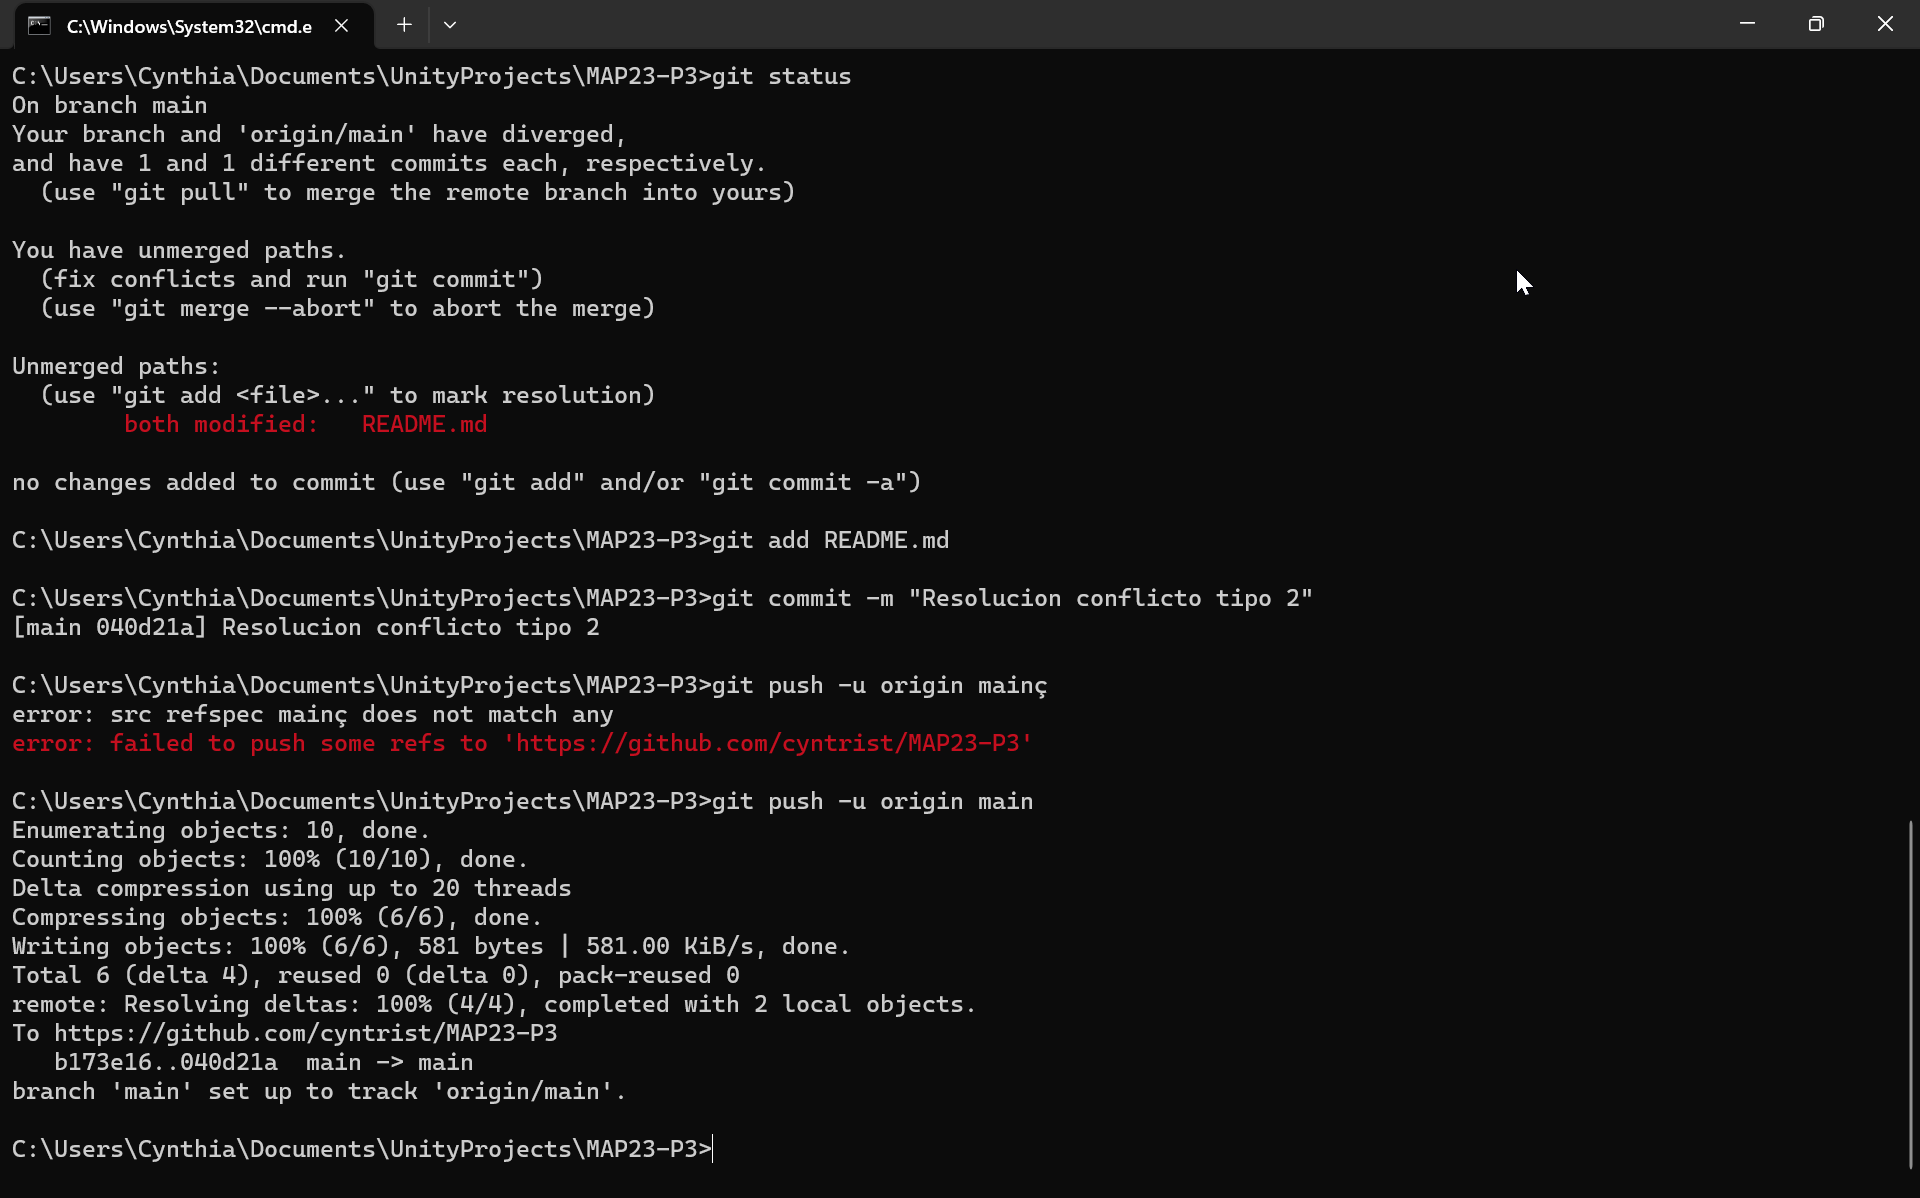 C:\Windows\System32\cmd.e
C:\Users\Cynthia\Documents\UnityProjects\MAP23-P3>git status
On branch main
Your branch and 'origin/main' have diverged,
and have 1 and 1 different commits each, respectively.
  (use "git pull" to merge the remote branch into yours)
You have unmerged paths.
  (fix conflicts and run "git commit")
  (use "git merge --abort" to abort the merge)
Unmerged paths:
  (use "git add <file>..." to mark resolution)
        both modified:   README.md
no changes added to commit (use "git add" and/or "git commit -a")
C:\Users\Cynthia\Documents\UnityProjects\MAP23-P3>git add README.md
C:\Users\Cynthia\Documents\UnityProjects\MAP23-P3>git commit -m "Resolucion conflicto tipo 2"
[main 040d21a] Resolucion conflicto tipo 2
C:\Users\Cynthia\Documents\UnityProjects\MAP23-P3>git push -u origin mainç
error: src refspec mainç does not match any
error: failed to push some refs to 'https://github.com/cyntrist/MAP23-P3'
C:\Users\Cynthia\Documents\UnityProjects\MAP23-P3>git push -u origin main
Enumerating objects: 10, done.
Counting objects: 100% (10/10), done.
Delta compression using up to 20 threads
Compressing objects: 100% (6/6), done.
Writing objects: 100% (6/6), 581 bytes | 581.00 KiB/s, done.
Total 6 (delta 4), reused 0 (delta 0), pack-reused 0
remote: Resolving deltas: 100% (4/4), completed with 2 local objects.
To https://github.com/cyntrist/MAP23-P3
   b173e16..040d21a  main -> main
branch 'main' set up to track 'origin/main'.
C:\Users\Cynthia\Documents\UnityProjects\MAP23-P3>